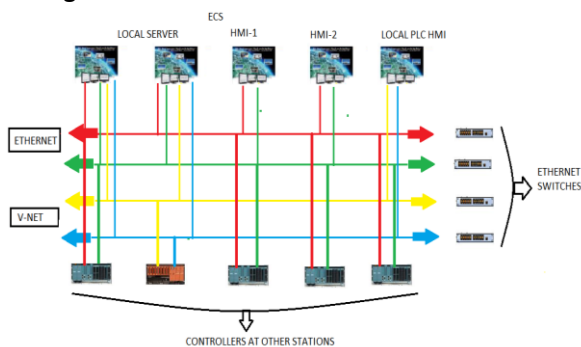 ECS
LOCAL SERVER
HMI-1
HMI-2
LOCAL PLC HMI
ETHERNET
V-NET
ETHERNET
SWITCHES
CONTROLLERS AT OTHER STATIONS